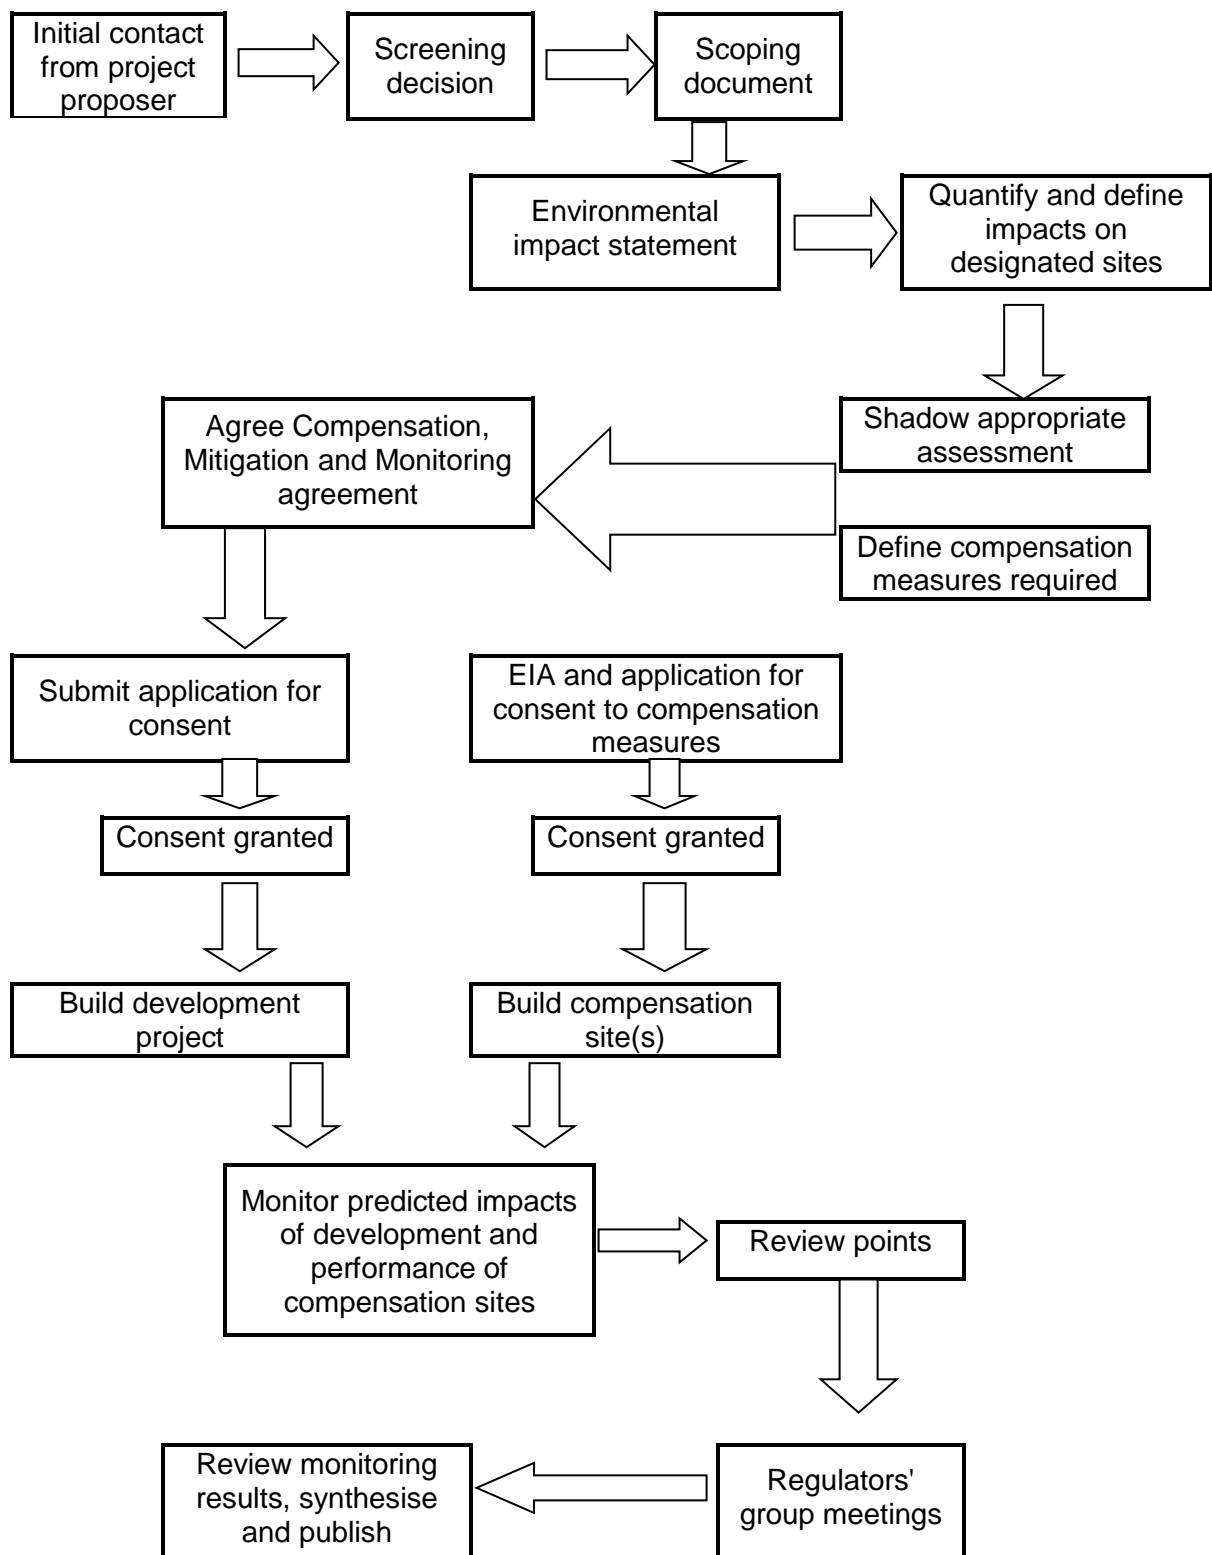 Initial contact
from project
proposer
Screening
decision
Scoping
document
Environmental
impact statement
Quantify and define
impacts on
designated sites
Shadow appropriate
assessment
Agree Compensation,
Mitigation and Monitoring
agreement
Define compensation
measures required
Submit application for
consent
EIA and application for
consent to compensation
measures
Consent granted
Consent granted
Build development
project
Build compensation
site(s)
Monitor predicted impacts
of development and
performance of
compensation sites
Review points
Review monitoring
results, synthesise
and publish
Regulators'
group meetings